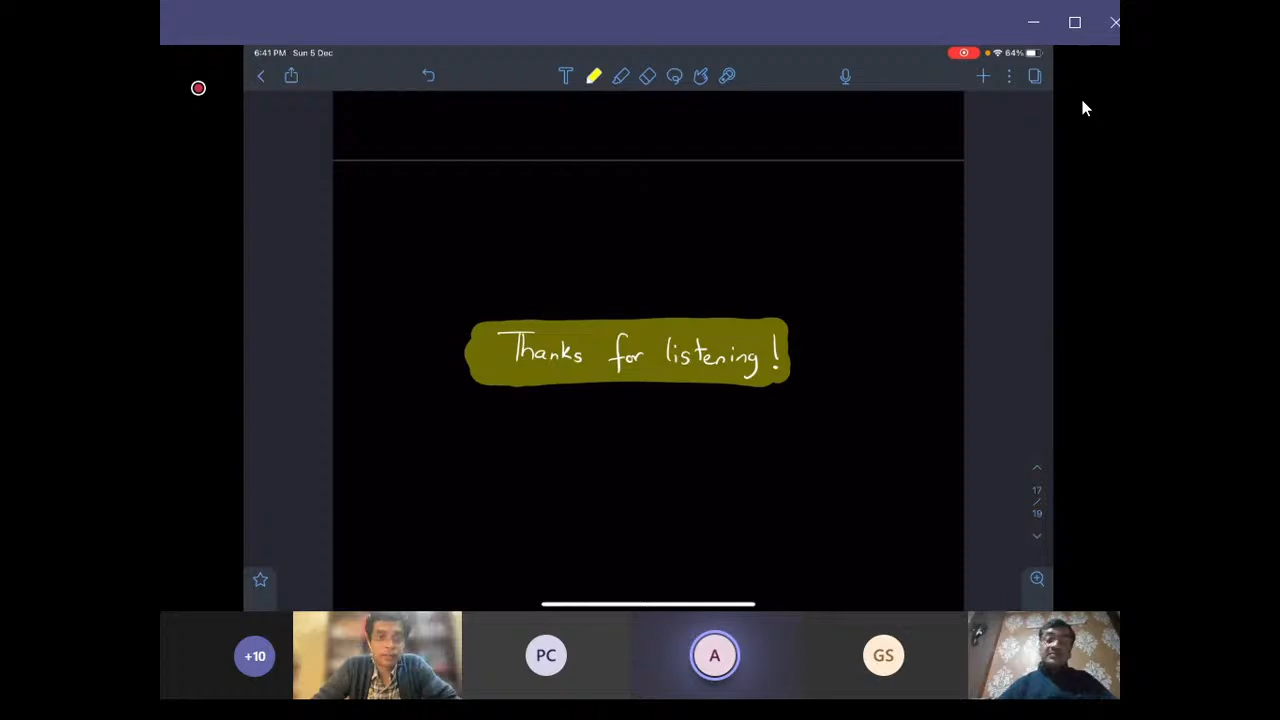 6:41 PM Sun 5 Dec
64%
T
Thanks for listening!
17
/
19
+10
PC
A
GS